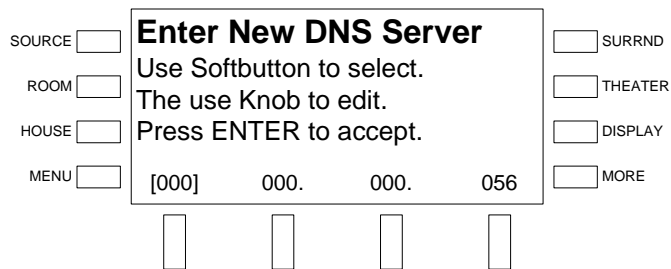 Enter New DNS Server
SOURCE
SURRND
Use Softbutton to select.
ROOM
THEATER
The use Knob to edit.
HOUSE
Press ENTER to accept.
DISPLAY
MENU
[000] 000. 000. 056
MORE